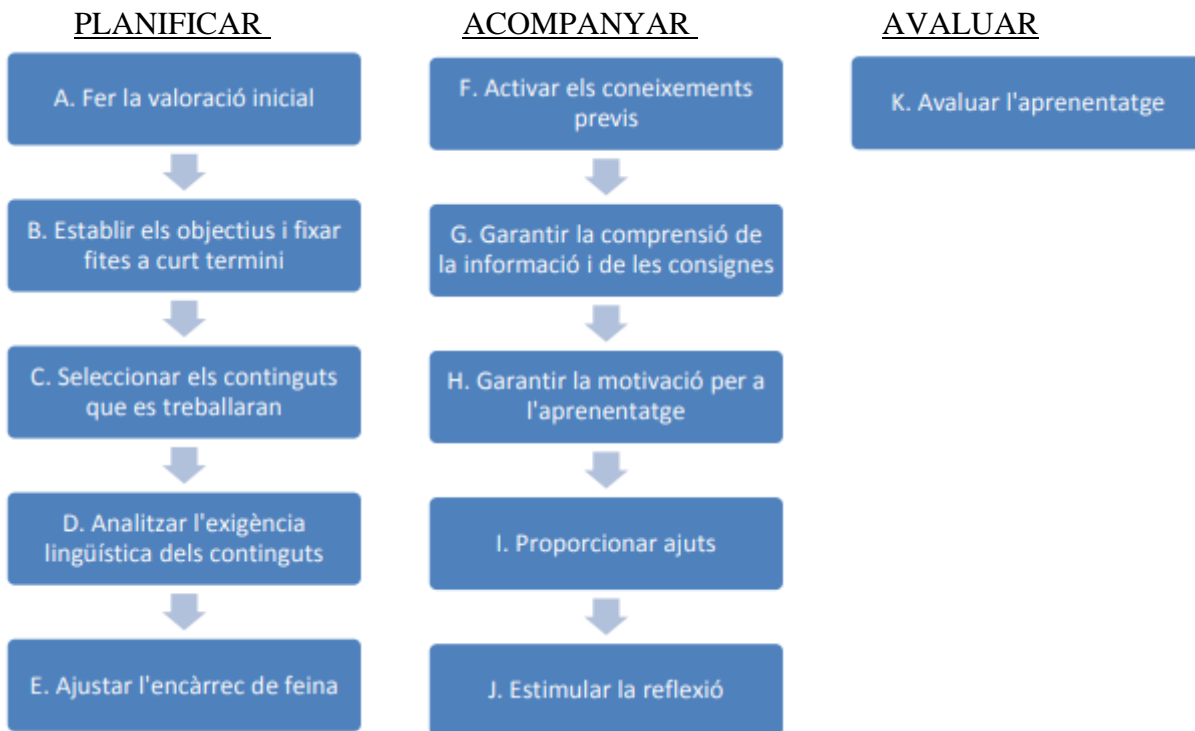 PLANIFICAR
A. Fer la valoració inicial
B. Establir els objectius i fixar
fites a curt termini
C. Seleccionar els continguts
que es treballaran
D. Analitzar l'exigència
lingüística dels continguts
E. Ajustar l'encàrrec de feina
ACOMPANYAR
F. Activar els coneixements
previs
G. Garantir la comprensió de
la informació i de les consignes
H. Garantir la motivació per a
l'aprenentatge
I. Proporcionar ajuts
J. Estimular la reflexió
AVALUAR
K. Avaluar l'aprenentatge